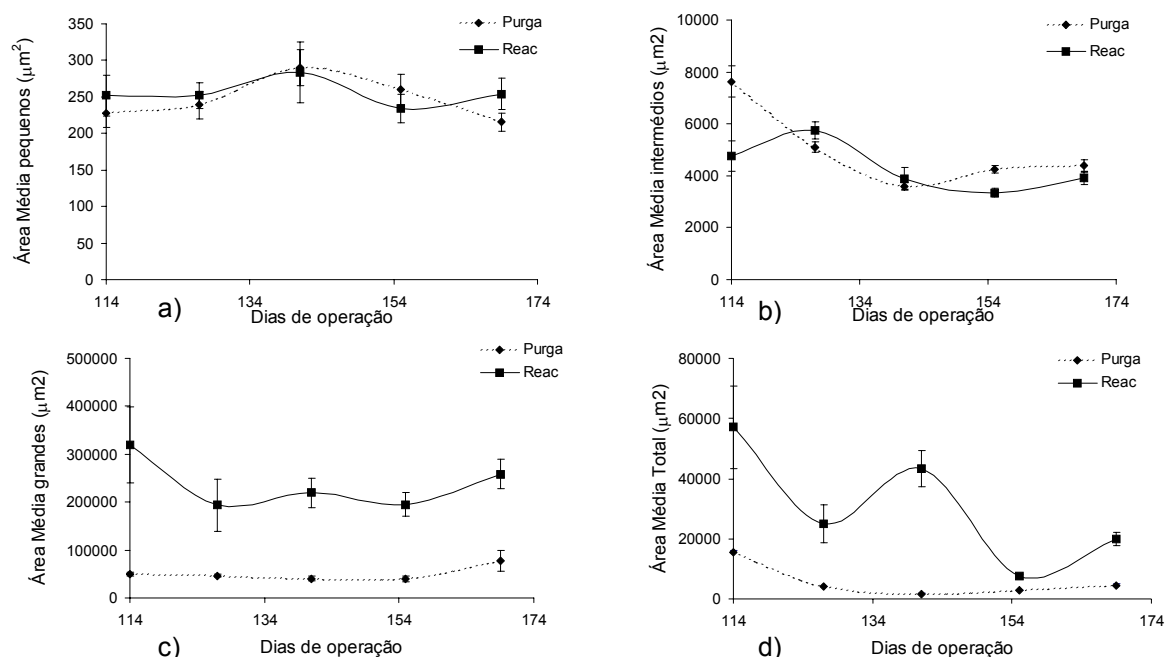 350
300
250
200
150
100
50
0
114
134
154
174
Área Média pequenos (μm²)
Dias de operação
a)
Purga
Reac
10000
8000
6000
4000
2000
0
114
134
154
174
Área Média intermédios (μm2)
Dias de operação
b)
Purga
Reac
500000
400000
300000
200000
100000
0
114
134
154
174
Área Média grandes (μm2)
Dias de operação
c)
Purga
Reac
80000
60000
40000
20000
0
114
134
154
174
Área Média Total (μm2)
Dias de operação
d)
Purga
Reac